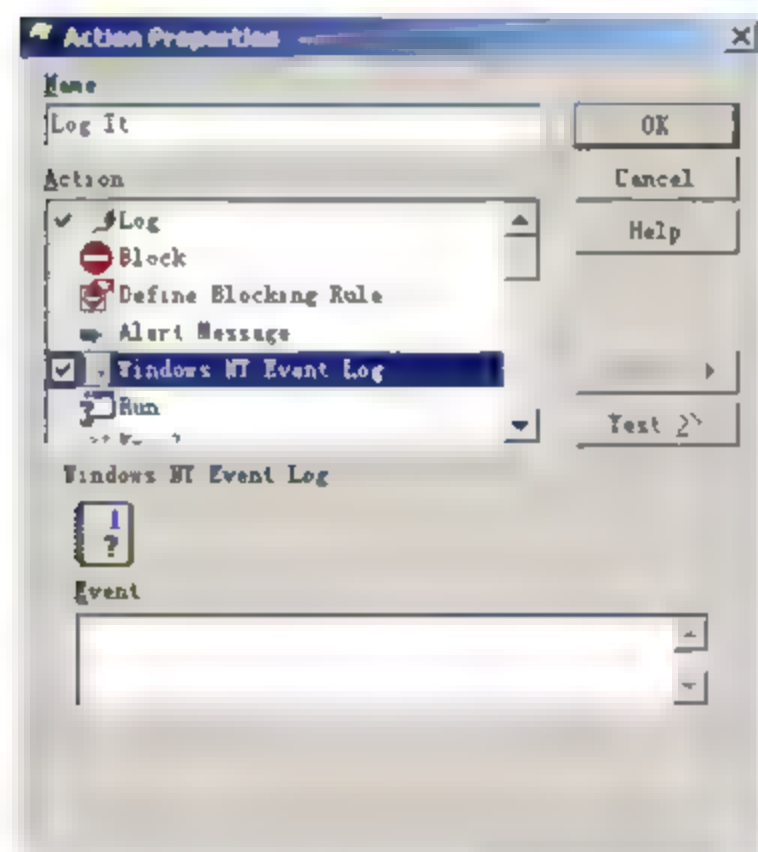 Action Properties
Name
Log It
OK
Action
Cancel
Log
Help
Block
Define Blocking Rule
Alert Message
Windows NT Event Log
Run
Test
Windows NT Event Log
Event